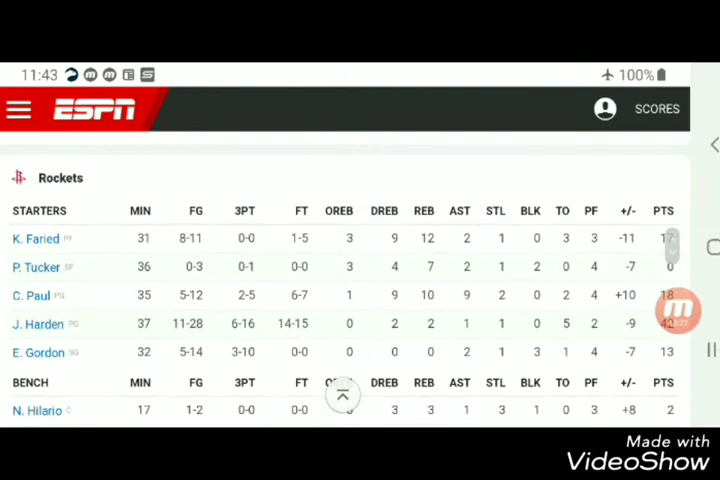 11:43 100%
ESPN SCORES
Rockets
STARTERS MIN FG 3PT FT OREB DREB REB AST STL BLK TO PF +/- PTS
K. Faried PF 31 8-11 0-0 1-5 3 9 12 2 1 0 3 3 -11 17
P. Tucker SF 36 0-3 0-1 0-0 3 4 7 2 1 2 0 4 -7 0
C. Paul PG 35 5-12 2-5 6-7 1 9 10 9 2 0 2 4 +10 18
J. Harden PG 37 11-28 6-16 14-15 0 2 2 1 1 0 5 2 -9 42
E. Gordon SG 32 5-14 3-10 0-0 0 0 0 2 1 3 1 4 -7 13
BENCH MIN FG 3PT FT DREB REB AST STL BLK TO PF +/- PTS
N. Hilario C 17 1-2 0-0 0-0 0 3 3 1 3 1 0 3 +8 2
Made with
VideoShow